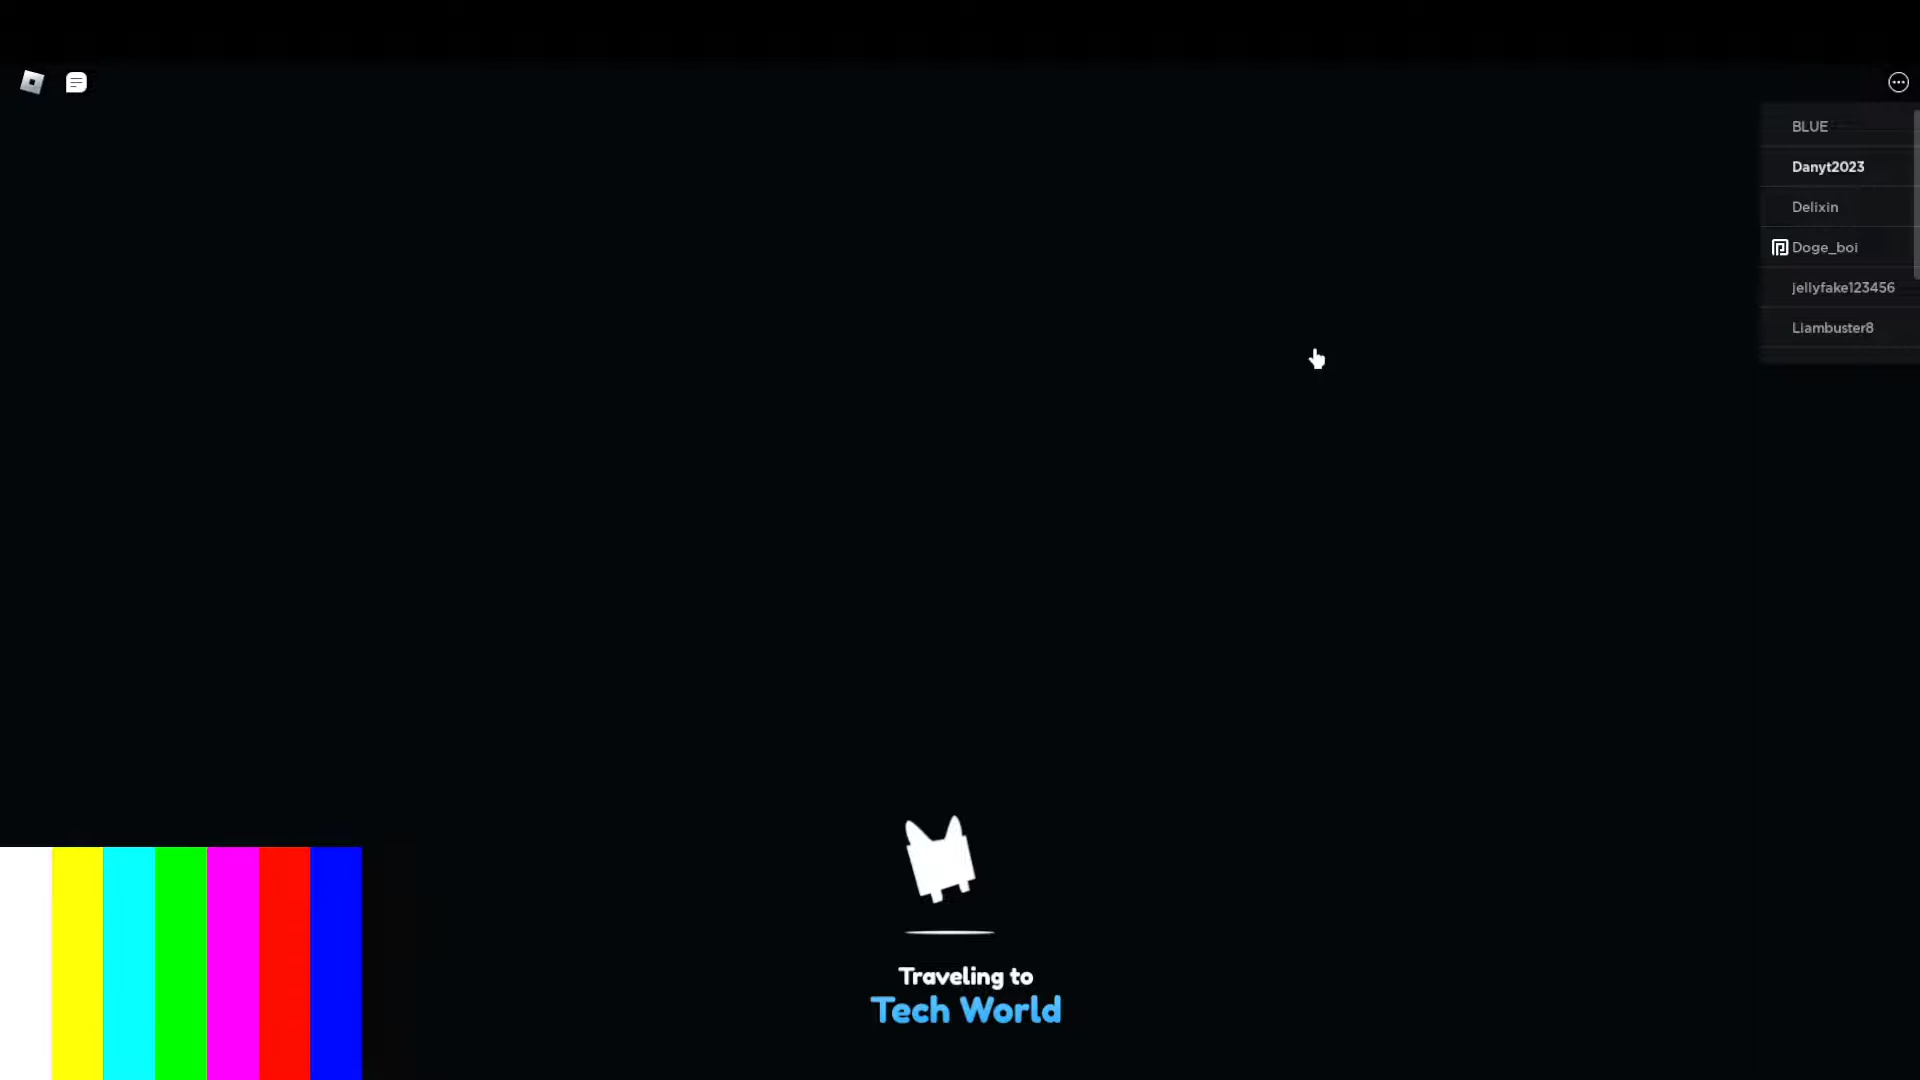 BLUE
Danyt2023
Delixin
Doge_boi
jellyfake123456
Liambuster8
Traveling to
Tech World